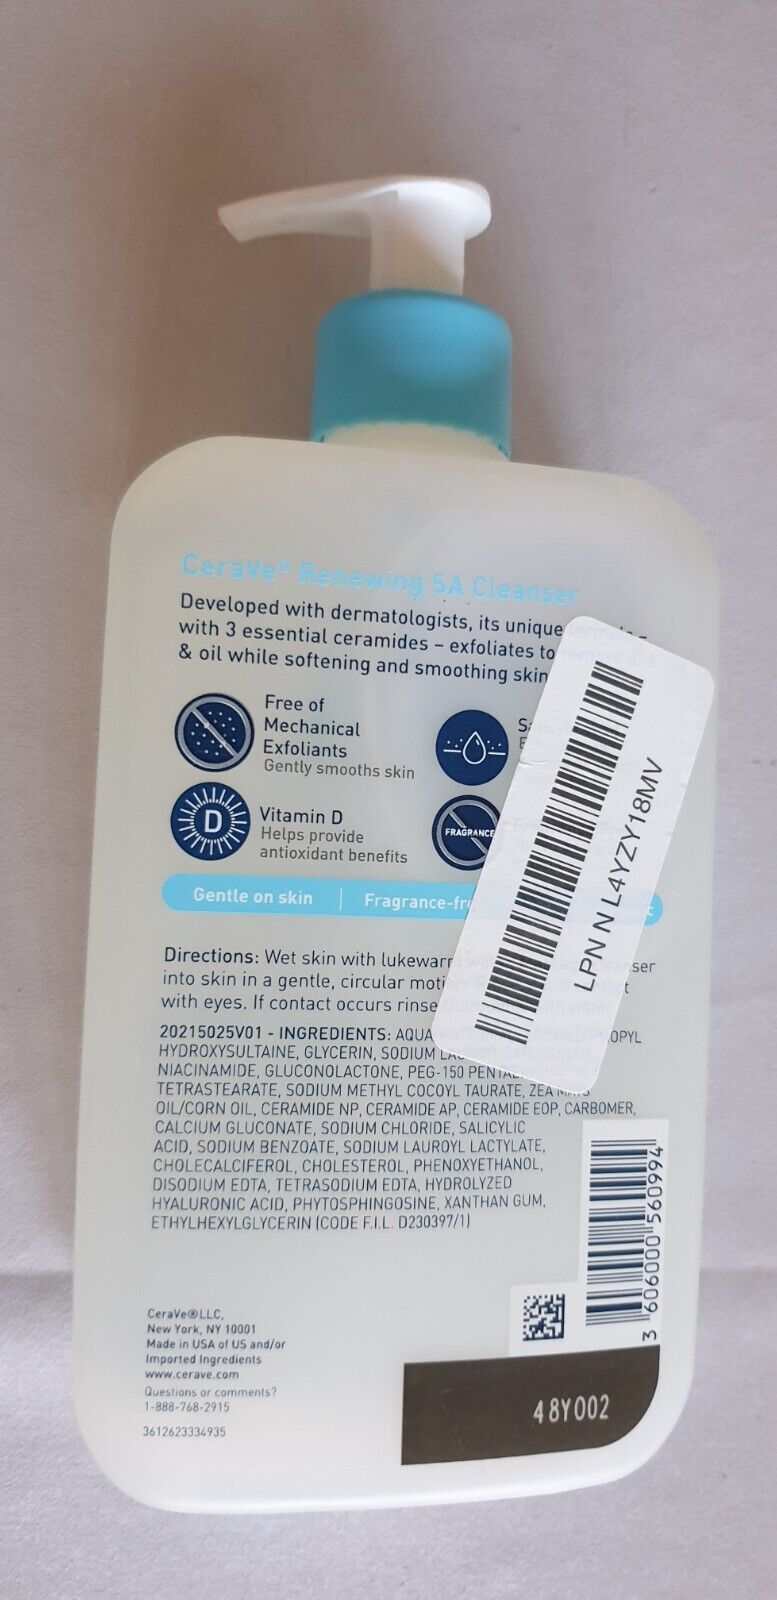 CeraVe® Renewing SA Cleanser
Developed with dermatologists, its unique formula –
with 3 essential ceramides – exfoliates to remove dirt
& oil while softening and smoothing skin
Free of
Mechanical
Exfoliants
Gently smooths skin
D
Vitamin D
Helps provide
antioxidant benefits
FRAGRANCE
Gentle on skin | Fragrance-fr
Directions: Wet skin with lukewarm
into skin in a gentle, circular motion
with eyes. If contact occurs rinse
20215025V01 - INGREDIENTS: AQUA
HYDROXYSULTAINE, GLYCERIN, SODIUM
NIACINAMIDE, GLUCONOLACTONE, PEG-150
TETRASTEARATE, SODIUM METHYL COCOYL TAURATE, ZEA MAYS
OIL/CORN OIL, CERAMIDE NP, CERAMIDE AP, CERAMIDE EOP, CARBOMER,
CALCIUM GLUCONATE, SODIUM CHLORIDE, SALICYLIC
ACID, SODIUM BENZOATE, SODIUM LAUROYL LACTYLATE,
CHOLECALCIFEROL, CHOLESTEROL, PHENOXYETHANOL,
DISODIUM EDTA, TETRASODIUM EDTA, HYDROLYZED
HYALURONIC ACID, PHYTOSPHINGOSINE, XANTHAN GUM,
ETHYLHEXYLGLYCERIN (CODE F.I.L. D230397/1)
LPN N L4YZY18MV
3 606000 560994
CeraVe® LLC,
New York, NY 10001
Made in USA of US and/or
Imported Ingredients
www.cerave.com
Questions or comments?
1-888-768-2915
3612623334935
48Y002